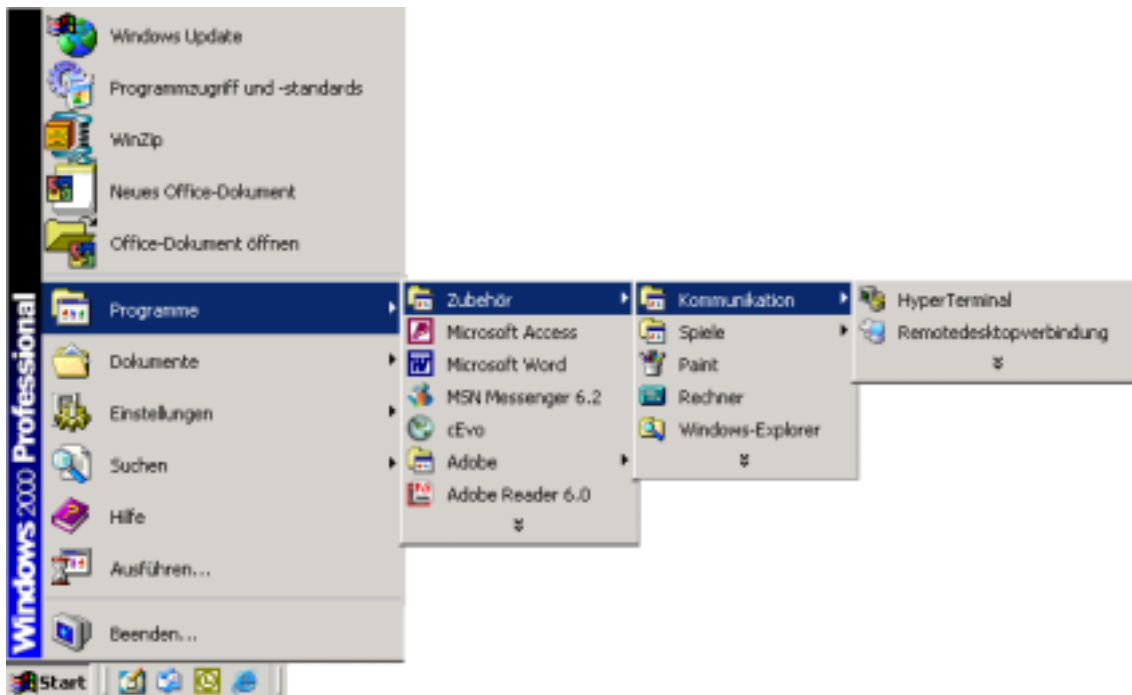 Windows Update
Programmzugriff und -standards
WinZip
Neues Office-Dokument
Office-Dokument öffnen
Programme
Dokumente
Einstellungen
Suchen
Hilfe
Ausführen...
Beenden...
Windows 2000 Professional
Start
Zubehör
Microsoft Access
Microsoft Word
MSN Messenger 6.2
cEvo
Adobe
Adobe Reader 6.0
Kommunikation
Spiele
Paint
Rechner
Windows-Explorer
HyperTerminal
Remotedesktopverbindung